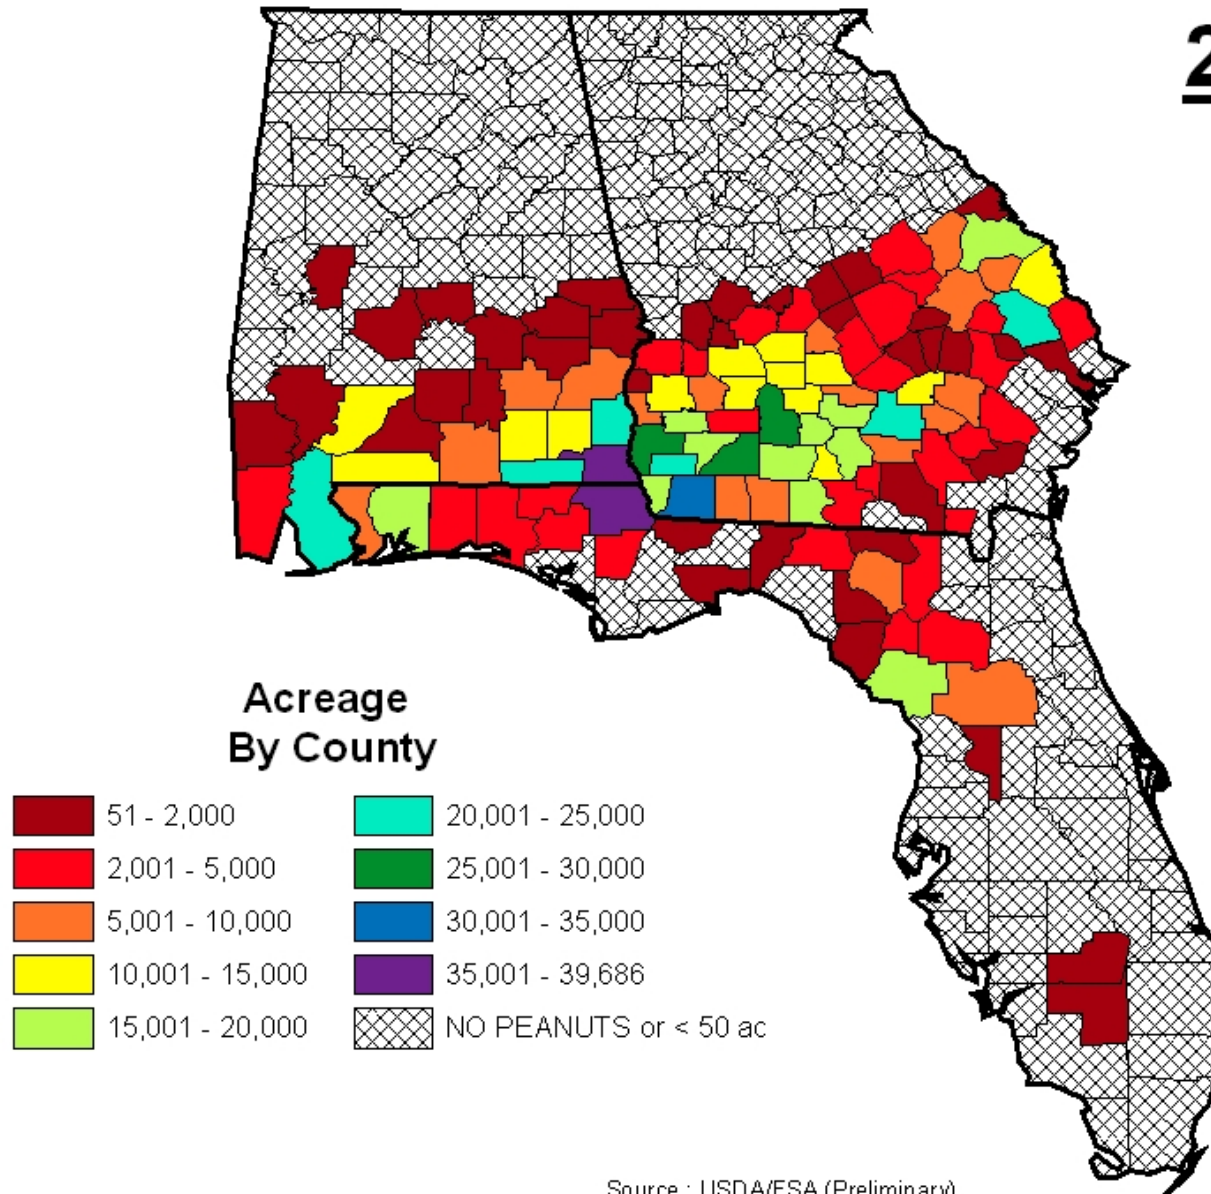 2
Acreage
By County
51 - 2,000
2,001 - 5,000
5,001 - 10,000
10,001 - 15,000
15,001 - 20,000
20,001 - 25,000
25,001 - 30,000
30,001 - 35,000
35,001 - 39,686
NO PEANUTS or < 50 ac
Source : USDA/FSA (Preliminary)